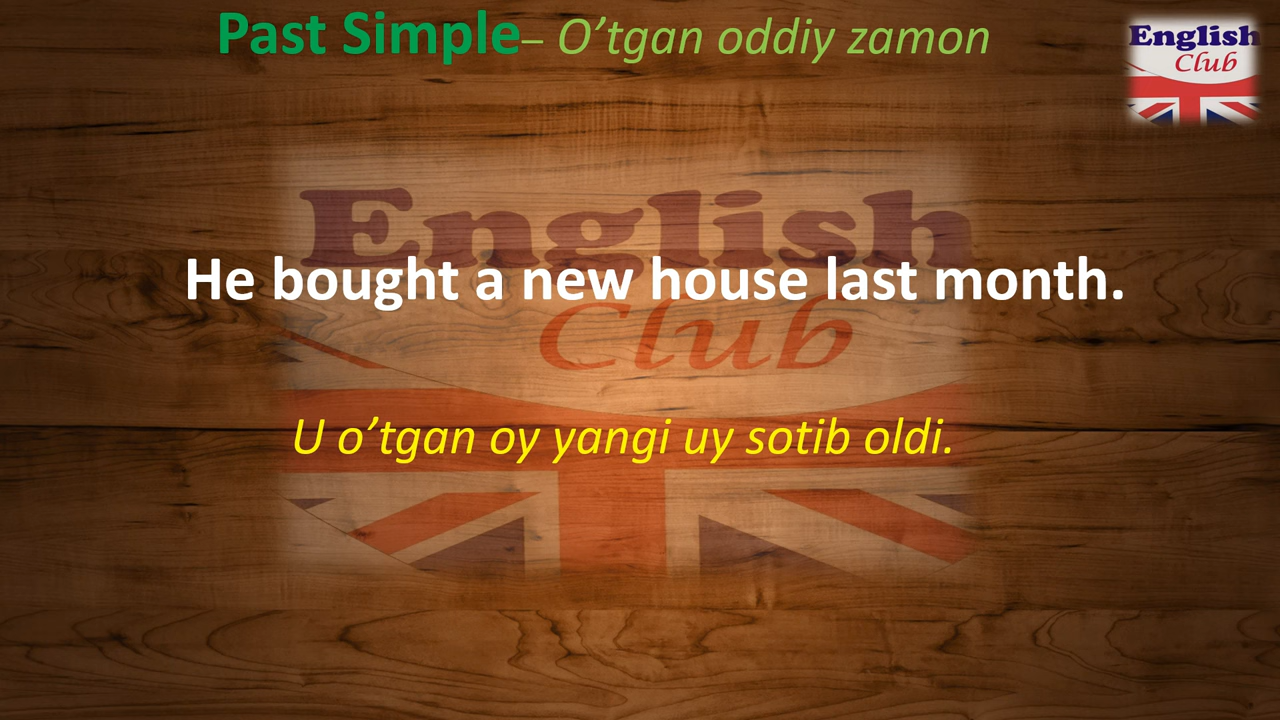 Past Simple– O’tgan oddiy zamon
English
Club
English
Club
He bought a new house last month.
U o’tgan oy yangi uy sotib oldi.